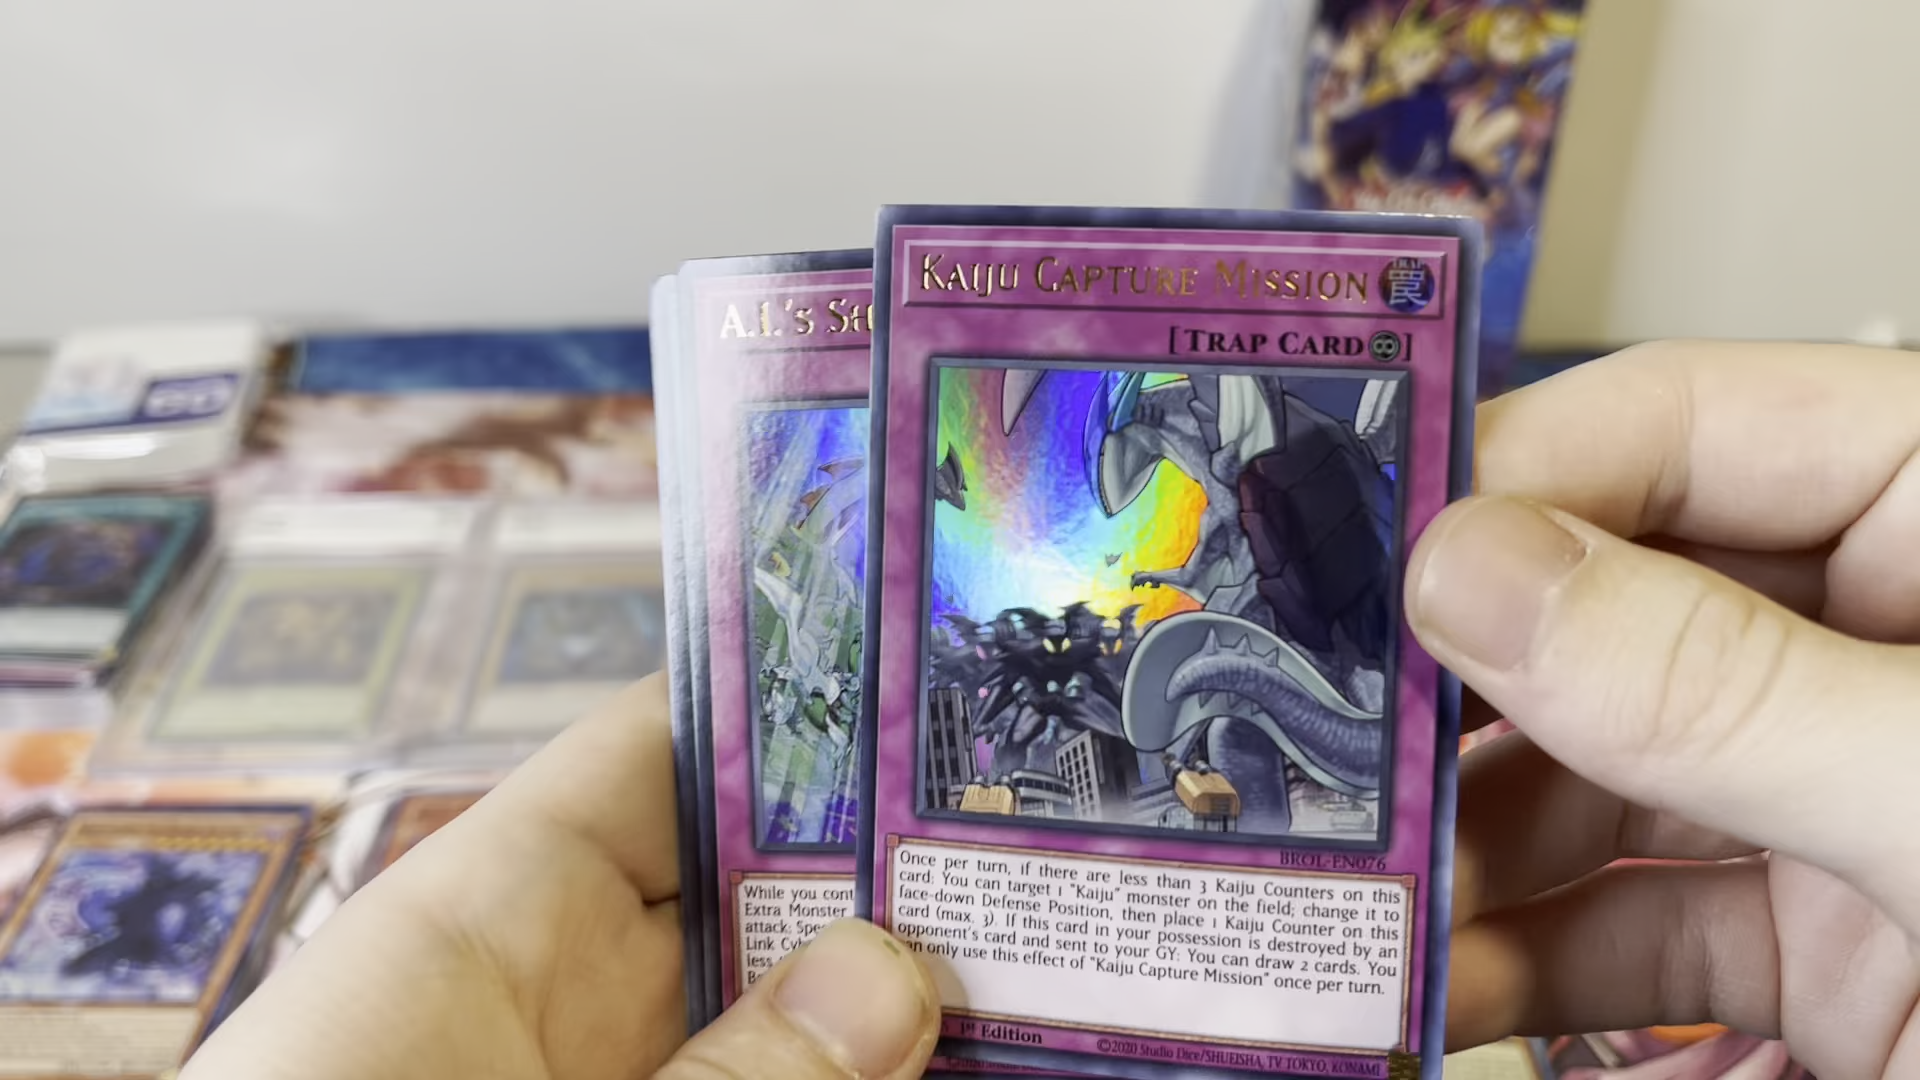 KAIJU CAPTURE MISSION
TRAP
罠
[TRAP CARD]
BROL-EN076
Once per turn, if there are less than 3 Kaiju Counters on this
card: You can target 1 "Kaiju" monster on the field; change it to
face-down Defense Position, then place 1 Kaiju Counter on this
card (max. 3). If this card in your possession is destroyed by an
opponent's card and sent to your GY: You can draw 2 cards. You
can only use this effect of "Kaiju Capture Mission" once per turn.
1st Edition
©2020 Studio Dice/SHUEISHA, TV TOKYO, KONAMI
A.I.'S SH
While you cont
Extra Monster
attack: Spe
Link Cyb
less